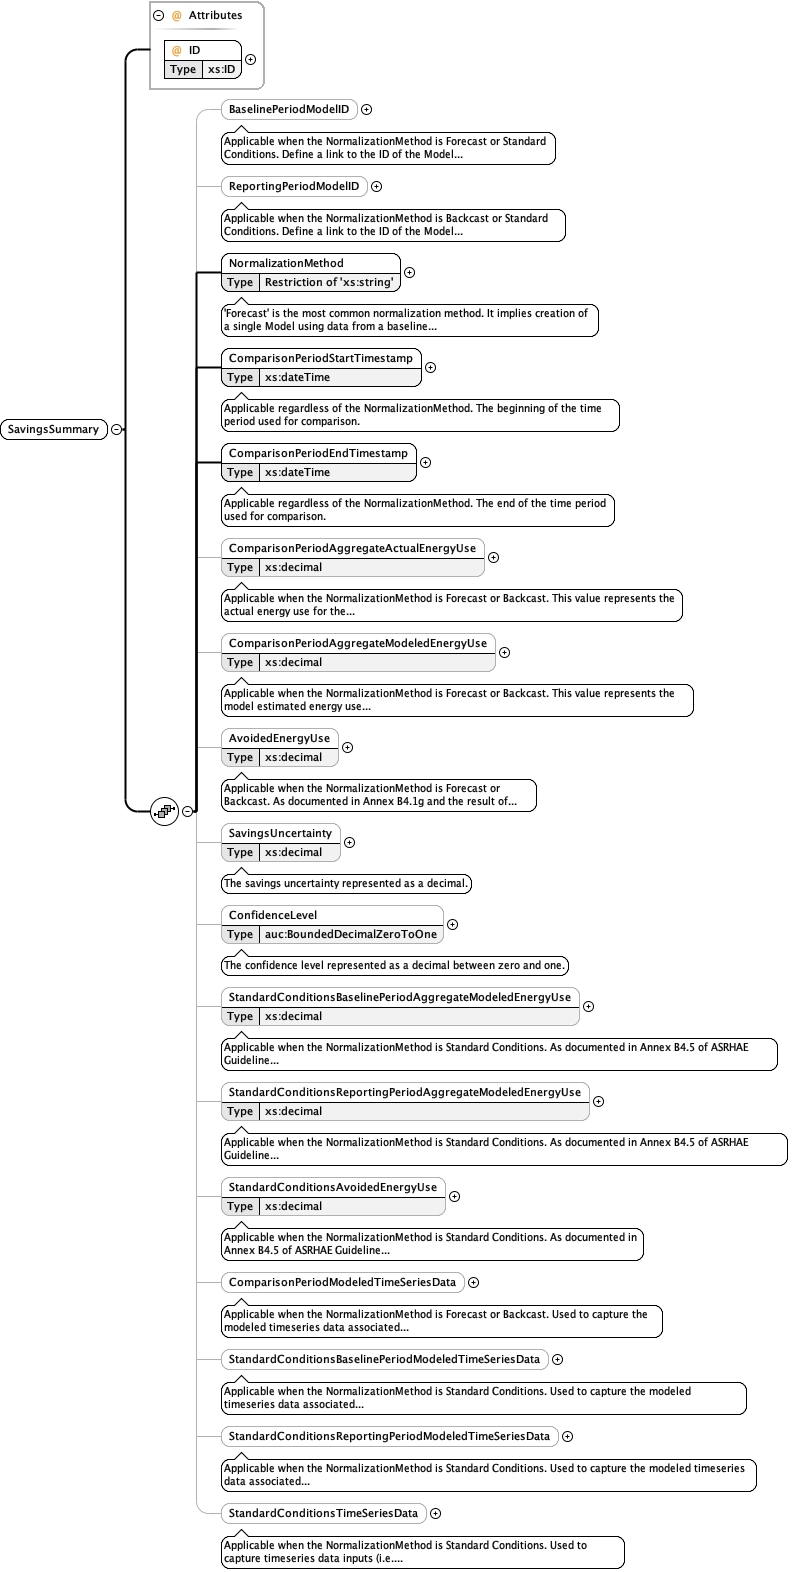 Attributes
@ ID
Type xs:ID
BaselinePeriodModelID
Applicable when the NormalizationMethod is Forecast or Standard
Conditions. Define a link to the ID of the Model...
ReportingPeriodModelID
Applicable when the NormalizationMethod is Backcast or Standard
Conditions. Define a link to the ID of the Model...
NormalizationMethod
Type Restriction of 'xs:string'
'Forecast' is the most common normalization method. It implies creation of
a single Model using data from a baseline...
ComparisonPeriodStartTimestamp
Type xs:dateTime
Applicable regardless of the NormalizationMethod. The beginning of the time
period used for comparison.
SavingsSummary
ComparisonPeriodEndTimestamp
Type xs:dateTime
Applicable regardless of the NormalizationMethod. The end of the time period
used for comparison.
ComparisonPeriodAggregateActualEnergyUse
Type xs:decimal
Applicable when the NormalizationMethod is Forecast or Backcast. This value represents the
actual energy use for the...
ComparisonPeriodAggregateModeledEnergyUse
Type xs:decimal
Applicable when the NormalizationMethod is Forecast or Backcast. This value represents the
model estimated energy use...
AvoidedEnergyUse
Type xs:decimal
Applicable when the NormalizationMethod is Forecast or
Backcast. As documented in Annex B4.1g and the result of...
SavingsUncertainty
Type xs:decimal
The savings uncertainty represented as a decimal.
ConfidenceLevel
Type auc:BoundedDecimalZeroToOne
The confidence level represented as a decimal between zero and one.
StandardConditionsBaselinePeriodAggregateModeledEnergyUse
Type xs:decimal
Applicable when the NormalizationMethod is Standard Conditions. As documented in Annex B4.5 of ASRHAE
Guideline...
StandardConditionsReportingPeriodAggregateModeledEnergyUse
Type xs:decimal
Applicable when the NormalizationMethod is Standard Conditions. As documented in Annex B4.5 of ASRHAE
Guideline...
StandardConditionsAvoidedEnergyUse
Type xs:decimal
Applicable when the NormalizationMethod is Standard Conditions. As documented in
Annex B4.5 of ASRHAE Guideline...
ComparisonPeriodModeledTimeSeriesData
Applicable when the NormalizationMethod is Forecast or Backcast. Used to capture the
modeled timeseries data associated...
StandardConditionsBaselinePeriodModeledTimeSeriesData
Applicable when the NormalizationMethod is Standard Conditions. Used to capture the modeled
timeseries data associated...
StandardConditionsReportingPeriodModeledTimeSeriesData
Applicable when the NormalizationMethod is Standard Conditions. Used to capture the modeled timeseries
data associated...
StandardConditionsTimeSeriesData
Applicable when the NormalizationMethod is Standard Conditions. Used to
capture timeseries data inputs (i.e....